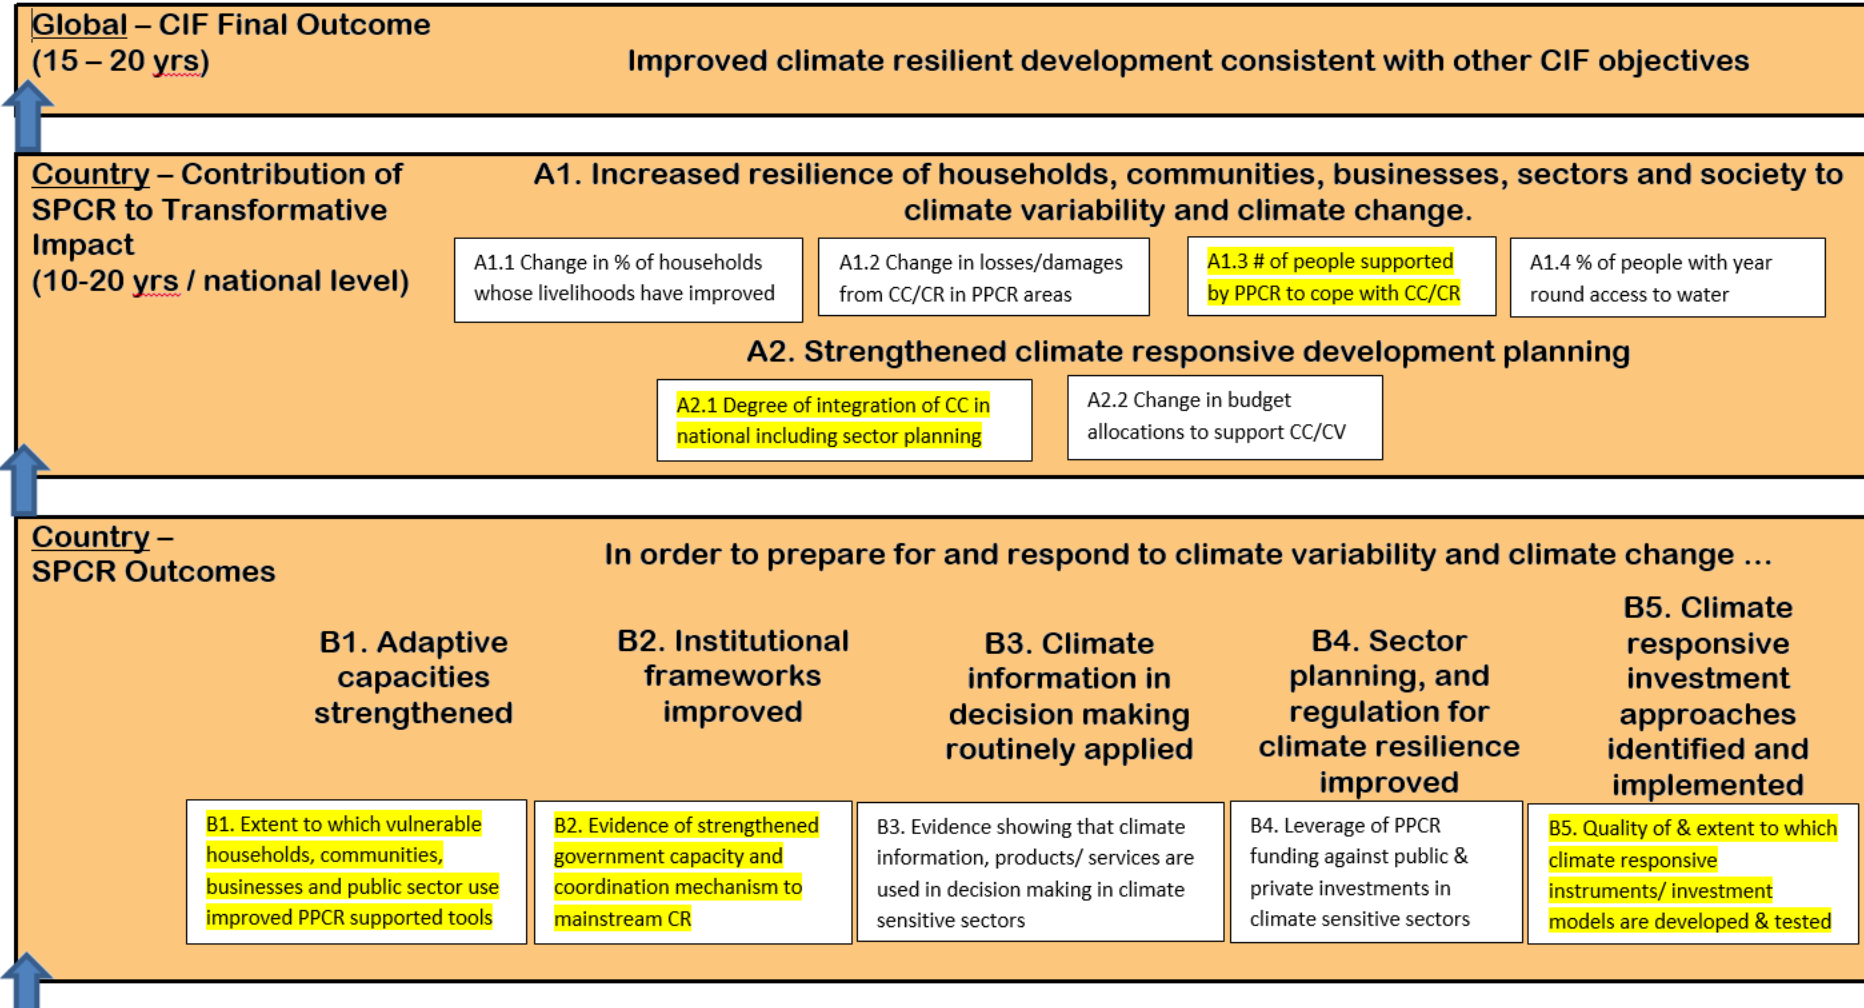 Global – CIF Final Outcome
(15 – 20 yrs)
Improved climate resilient development consistent with other CIF objectives
Country – Contribution of
SPCR to Transformative
Impact
(10-20 yrs / national level)
A1. Increased resilience of households, communities, businesses, sectors and society to
climate variability and climate change.
A1.1 Change in % of households
whose livelihoods have improved
A1.2 Change in losses/damages
from CC/CR in PPCR areas
A1.3 # of people supported
by PPCR to cope with CC/CR
A1.4 % of people with year
round access to water
A2. Strengthened climate responsive development planning
A2.1 Degree of integration of CC in
national including sector planning
A2.2 Change in budget
allocations to support CC/CV
Country –
SPCR Outcomes
In order to prepare for and respond to climate variability and climate change ...
B1. Adaptive
capacities
strengthened
B2. Institutional
frameworks
improved
B3. Climate
information in
decision making
routinely applied
B4. Sector
planning, and
regulation for
climate resilience
improved
B5. Climate
responsive
investment
approaches
identified and
implemented
B1. Extent to which vulnerable
households, communities,
businesses and public sector use
improved PPCR supported tools
B2. Evidence of strengthened
government capacity and
coordination mechanism to
mainstream CR
B3. Evidence showing that climate
information, products/ services are
used in decision making in climate
sensitive sectors
B4. Leverage of PPCR
funding against public &
private investments in
climate sensitive sectors
B5. Quality of & extent to which
climate responsive
instruments/ investment
models are developed & tested